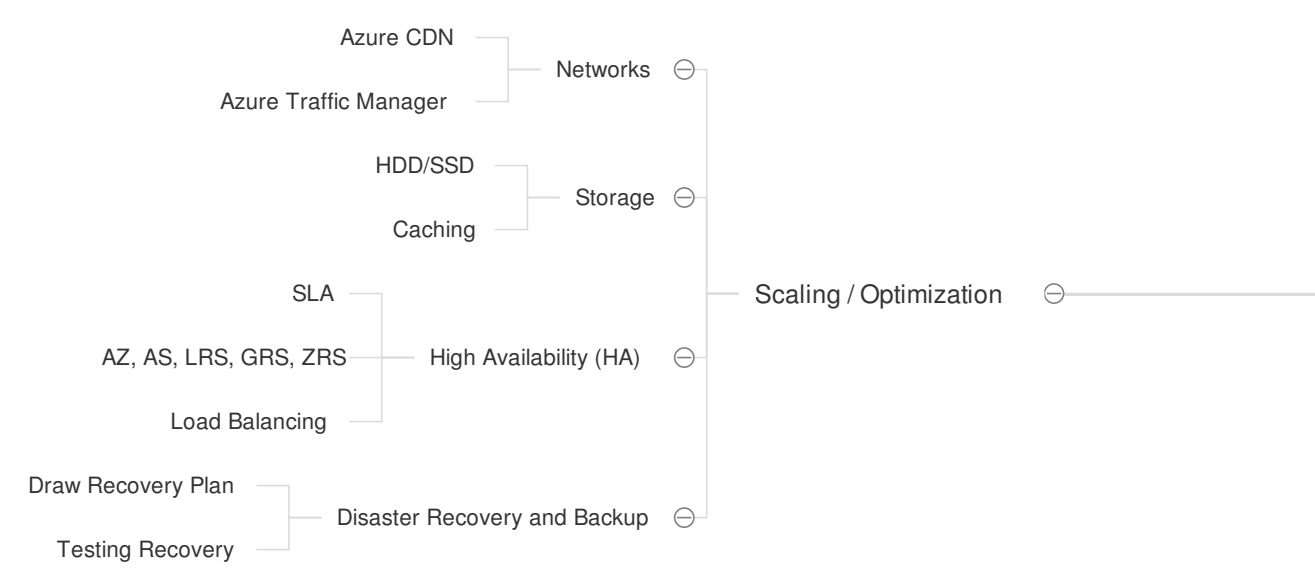 Azure CDN
Networks
Azure Traffic Manager
HDD/SSD
Storage
Caching
SLA
Scaling / Optimization
AZ, AS, LRS, GRS, ZRS
High Availability (HA)
Load Balancing
Draw Recovery Plan
Disaster Recovery and Backup
Testing Recovery